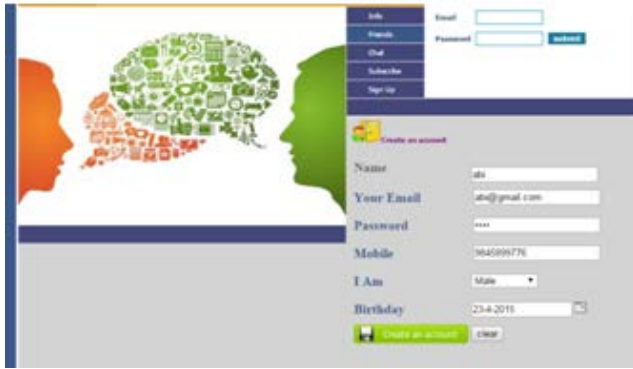 Info
Email
Friends
Password submit
Chat
Subscribe
Sign Up
Create an account
Name abi
Your Email abi@gmail.com
Password ****
Mobile
I Am Male
Birthday 23-4-2015
Create an account clear